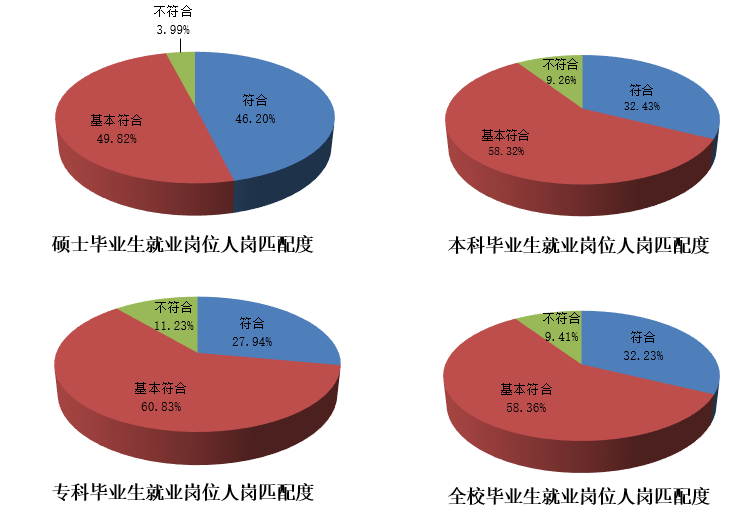 不符合
3.99%
符合
46.20%
基本符合
49.82%
硕士毕业生就业岗位人岗匹配度
不符合
9.26%
符合
32.43%
基本符合
58.32%
本科毕业生就业岗位人岗匹配度
不符合
11.23%
符合
27.94%
基本符合
60.83%
专科毕业生就业岗位人岗匹配度
不符合
9.41%
符合
32.23%
基本符合
58.36%
全校毕业生就业岗位人岗匹配度